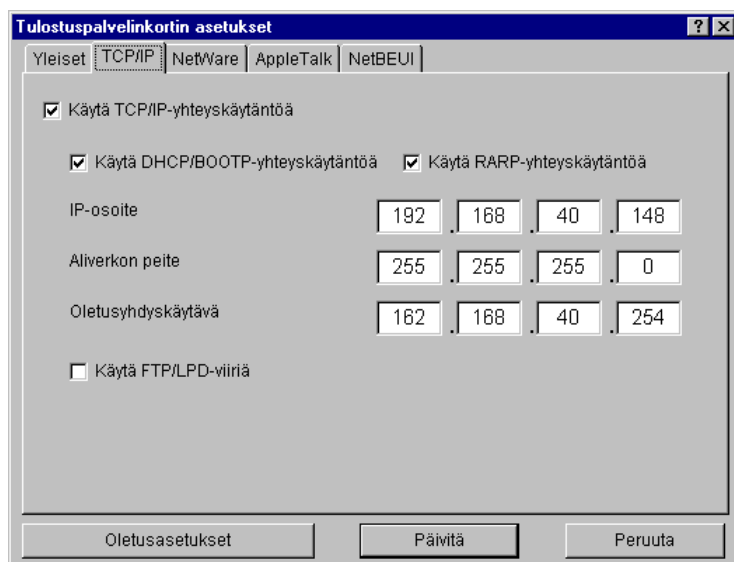 Tulostuspalvelinkortin asetukset
Yleiset TCP/IP NetWare AppleTalk NetBEUI
Käytä TCP/IP-yhteyskäytäntöä
Käytä DHCP/BOOTP-yhteyskäytäntöä Käytä RARP-yhteyskäytäntöä
IP-osoite 192 . 168 . 40 . 148
Aliverkon peite 255 . 255 . 255 . 0
Oletusyhdyskäytävä 162 . 168 . 40 . 254
Käytä FTP/LPD-viiriä
Oletusasetukset Päivitä Peruuta